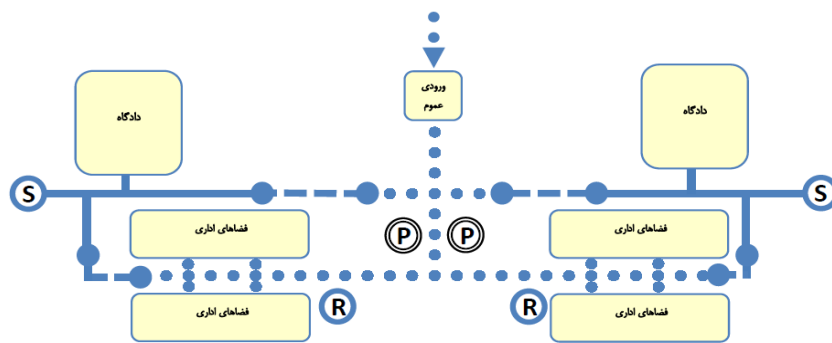 ورودی
عموم
دادگاه
دادگاه
S
S
فضاهای اداری
P
P
فضاهای اداری
R
R
فضاهای اداری
فضاهای اداری